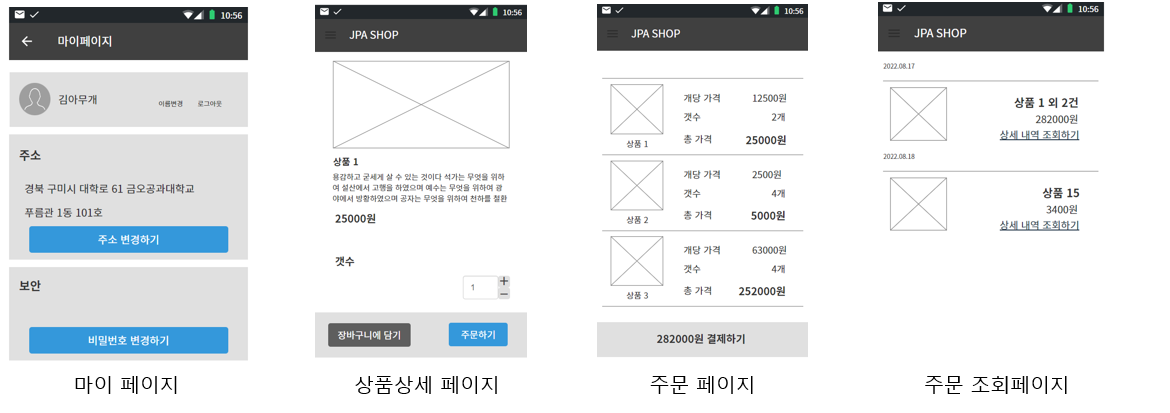 10:56
마이페이지
김아무개
이름변경
로그아웃
주소
경북 구미시 대학로 61 금오공과대학교
푸름관 1동 101호
주소 변경하기
보안
비밀번호 변경하기
마이 페이지
10:56
JPA SHOP
상품 1
용감하고 굳세게 살 수 있는 것이다 석가는 무엇을 위하
여 설산에서 고행을 하였으며 예수는 무엇을 위하여 광
야에서 방황하였으며 공자는 무엇을 위하여 천하를 철환
25000원
갯수
1
+
−
장바구니에 담기
주문하기
상품상세 페이지
10:56
JPA SHOP
개당 가격 12500원
갯수 2개
총 가격 25000원
상품 1
개당 가격 2500원
갯수 4개
총 가격 5000원
상품 2
개당 가격 63000원
갯수 4개
총 가격 252000원
상품 3
282000원 결제하기
주문 페이지
10:56
JPA SHOP
2022.08.17
상품 1 외 2건
282000원
상세 내역 조회하기
2022.08.18
상품 15
3400원
상세 내역 조회하기
주문 조회페이지